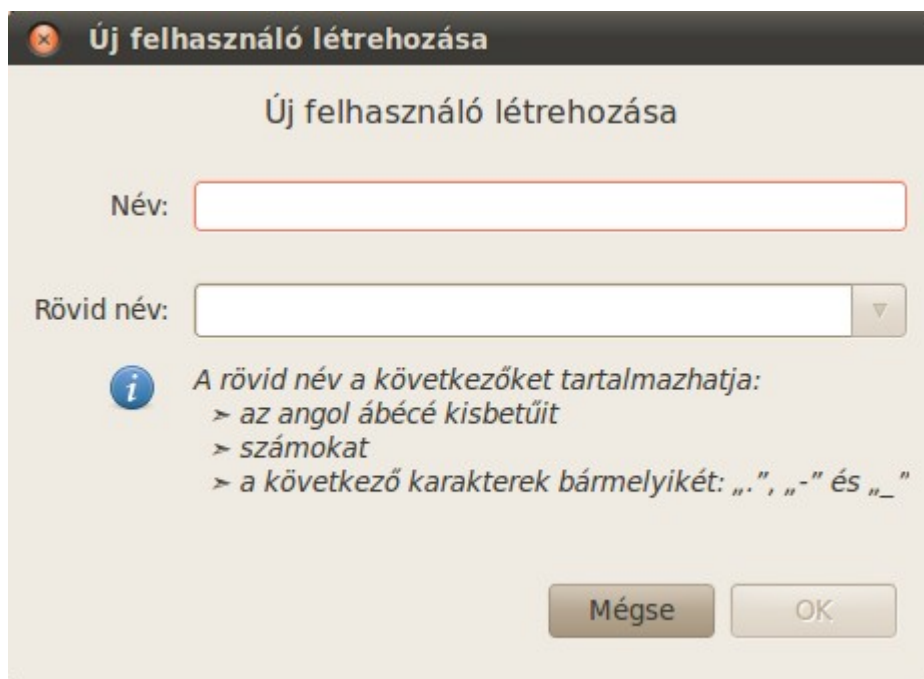 Új felhasználó létrehozása
Új felhasználó létrehozása
Név:
Rövid név:
A rövid név a következőket tartalmazhatja:
➣ az angol ábécé kisbetűit
➣ számokat
➣ a következő karakterek bármelyikét: „.”, „-” és „_”
Mégse
OK